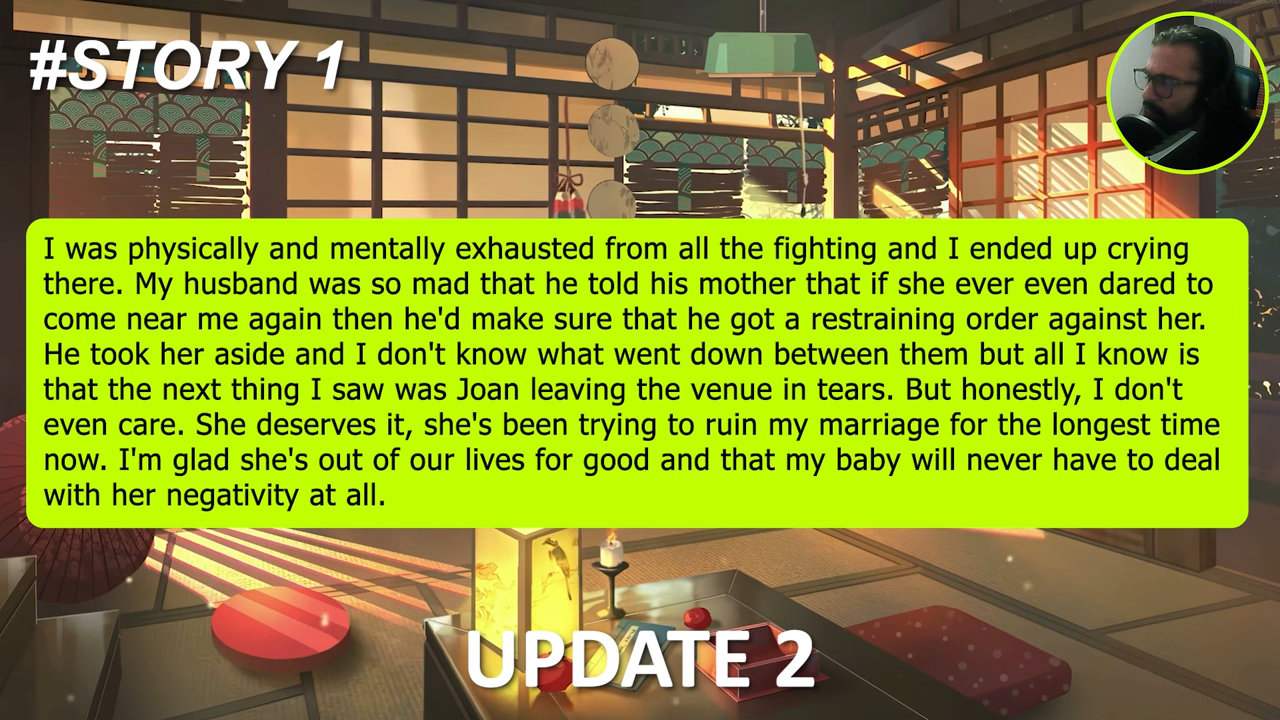 #STORY 1
I was physically and mentally exhausted from all the fighting and I ended up crying
there. My husband was so mad that he told his mother that if she ever even dared to
come near me again then he'd make sure that he got a restraining order against her.
He took her aside and I don't know what went down between them but all I know is
that the next thing I saw was Joan leaving the venue in tears. But honestly, I don't
even care. She deserves it, she's been trying to ruin my marriage for the longest time
now. I'm glad she's out of our lives for good and that my baby will never have to deal
with her negativity at all.
UPDATE 2